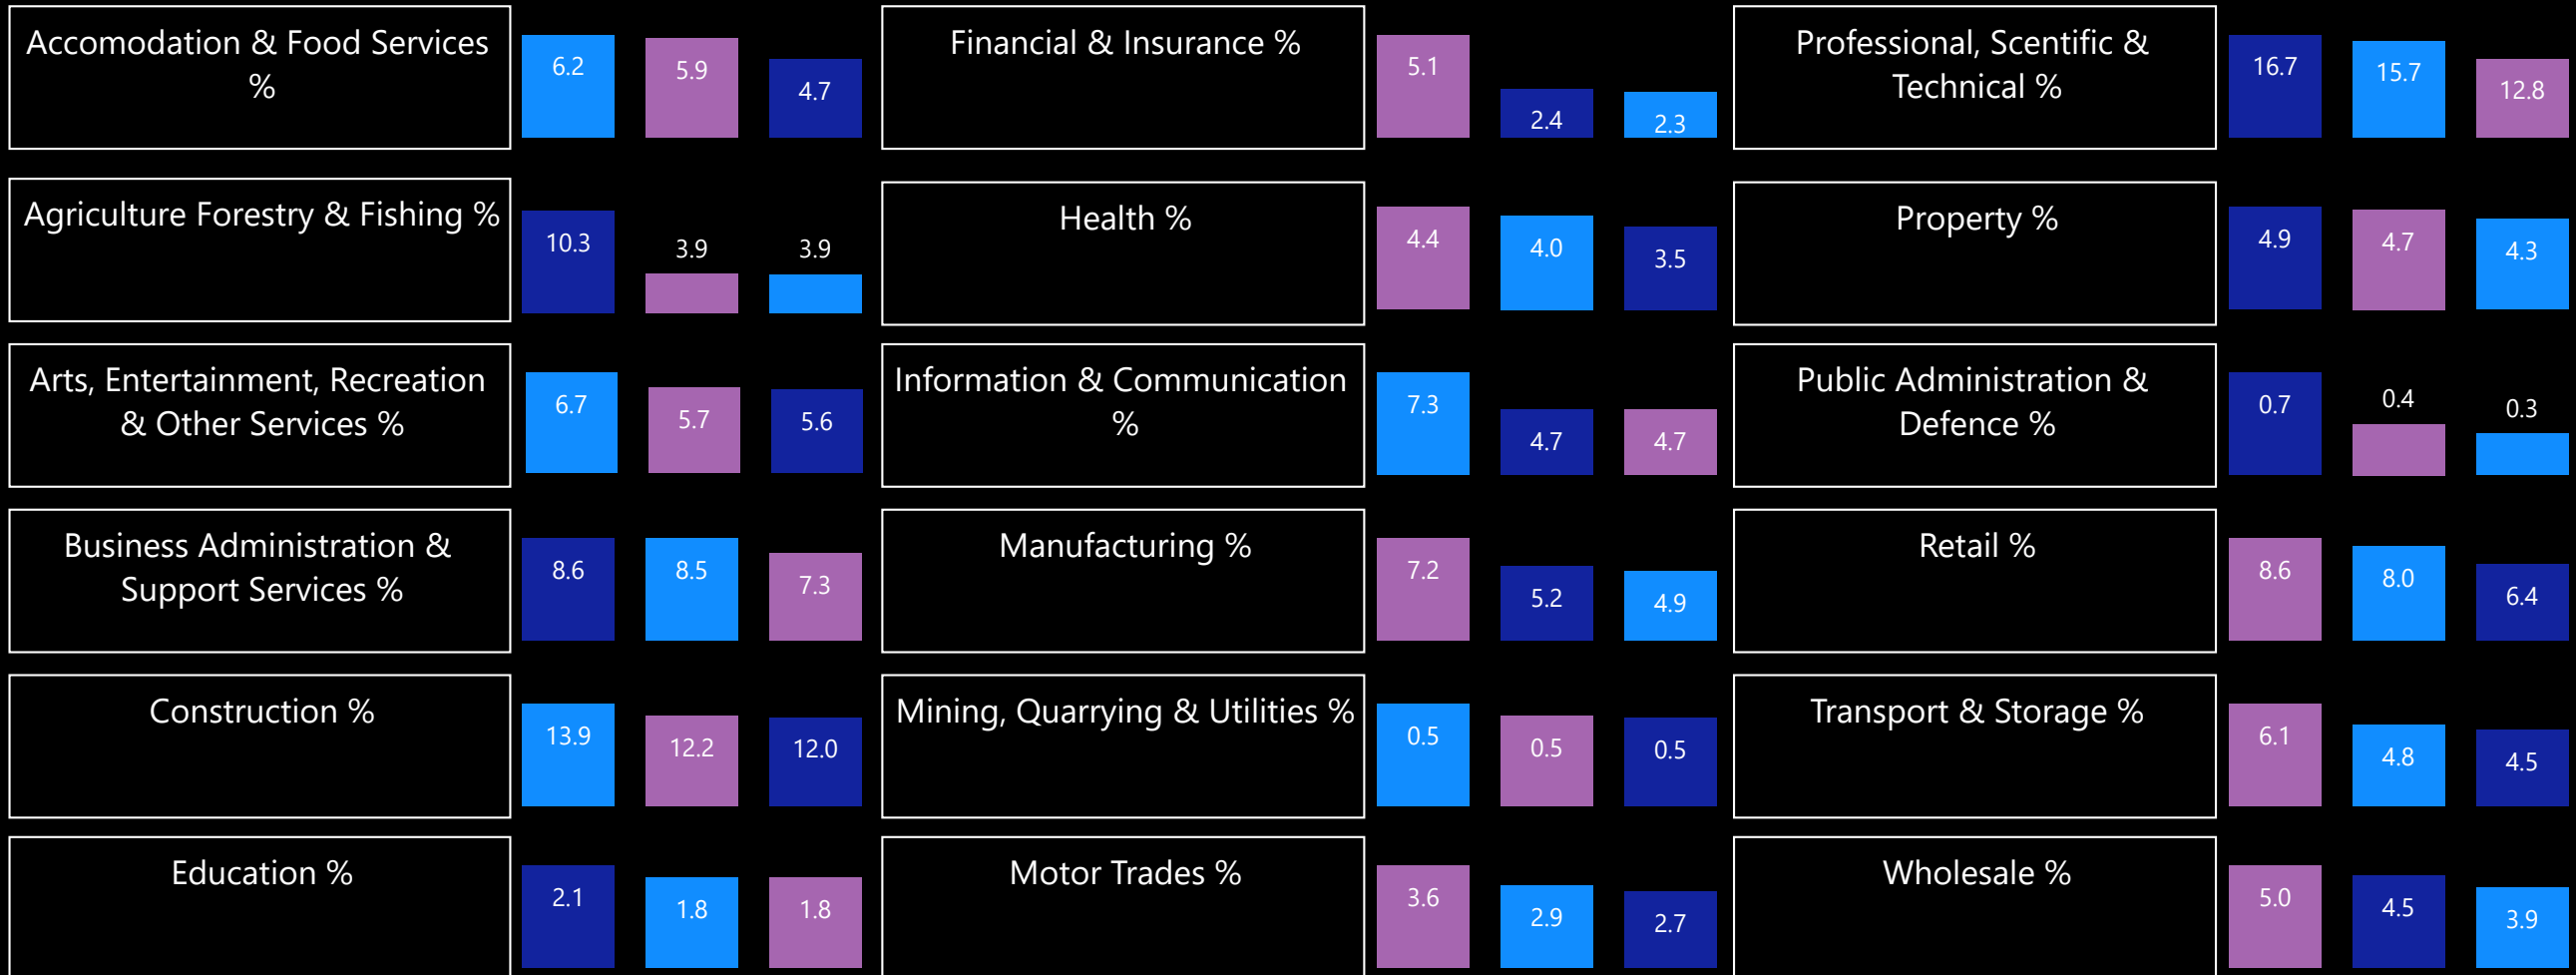 Accomodation & Food Services
%
6.2
5.9
4.7
Financial & Insurance %
5.1
2.4
2.3
Professional, Scentific &
Technical %
16.7
15.7
12.8
Agriculture Forestry & Fishing %
10.3
3.9
3.9
Health %
4.4
4.0
3.5
Property %
4.9
4.7
4.3
Arts, Entertainment, Recreation
& Other Services %
6.7
5.7
5.6
Information & Communication
%
7.3
4.7
4.7
Public Administration &
Defence %
0.7
0.4
0.3
Business Administration &
Support Services %
8.6
8.5
7.3
Manufacturing %
7.2
5.2
4.9
Retail %
8.6
8.0
6.4
Construction %
13.9
12.2
12.0
Mining, Quarrying & Utilities %
0.5
0.5
0.5
Transport & Storage %
6.1
4.8
4.5
Education %
2.1
1.8
1.8
Motor Trades %
3.6
2.9
2.7
Wholesale %
5.0
4.5
3.9